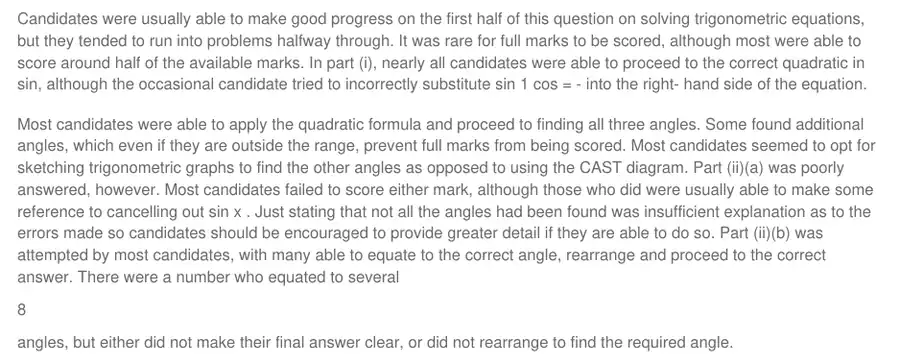 Candidates were usually able to make good progress on the first half of this question on solving trigonometric equations,
but they tended to run into problems halfway through. It was rare for full marks to be scored, although most were able to
score around half of the available marks. In part (i), nearly all candidates were able to proceed to the correct quadratic in
sin, although the occasional candidate tried to incorrectly substitute sin 1 cos = - into the right- hand side of the equation.
Most candidates were able to apply the quadratic formula and proceed to finding all three angles. Some found additional
angles, which even if they are outside the range, prevent full marks from being scored. Most candidates seemed to opt for
sketching trigonometric graphs to find the other angles as opposed to using the CAST diagram. Part (ii)(a) was poorly
answered, however. Most candidates failed to score either mark, although those who did were usually able to make some
reference to cancelling out sin x . Just stating that not all the angles had been found was insufficient explanation as to the
errors made so candidates should be encouraged to provide greater detail if they are able to do so. Part (ii)(b) was
attempted by most candidates, with many able to equate to the correct angle, rearrange and proceed to the correct
answer. There were a number who equated to several
8
angles, but either did not make their final answer clear, or did not rearrange to find the required angle.